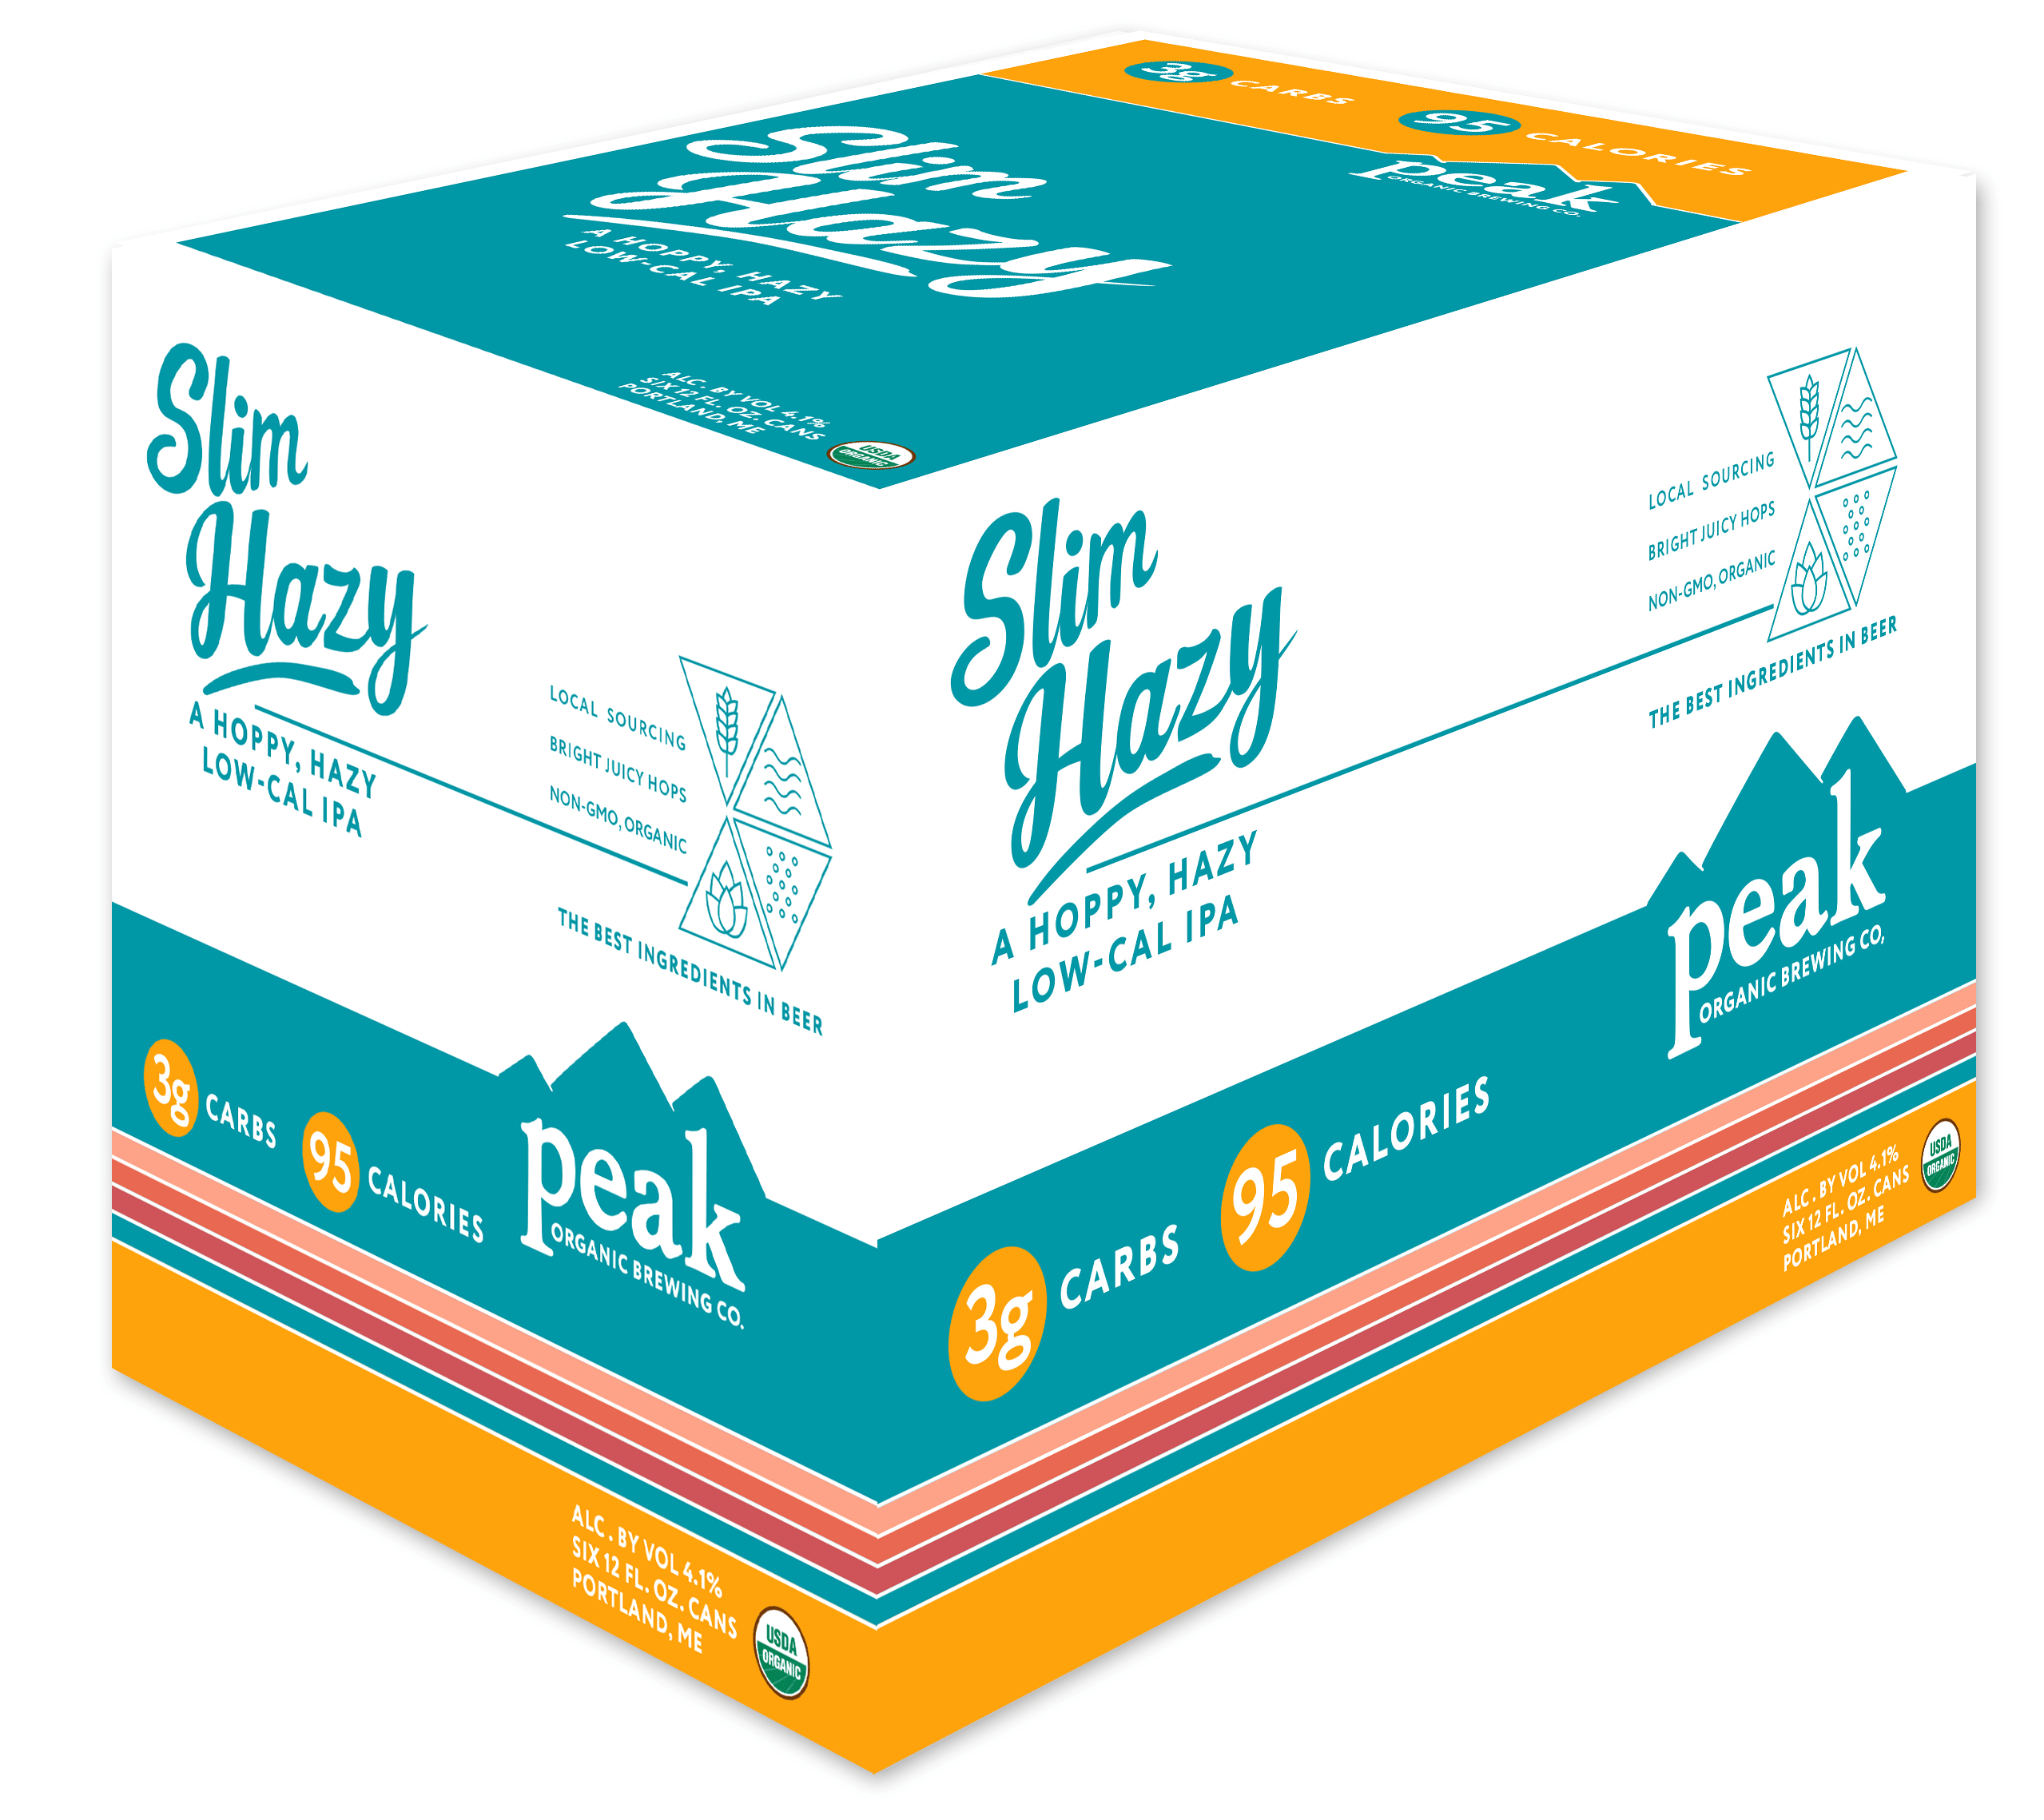 3g CARBS 95 CALORIES
peak
ORGANIC BREWING CO.
Slim
Hazy
A HOPPY, HAZY
LOW-CAL IPA
ALC. BY VOL 4.1%
SIX 12 FL. OZ. CANS
PORTLAND, ME
USDA
ORGANIC
Slim
Hazy
A HOPPY, HAZY
LOW-CAL IPA
LOCAL SOURCING
BRIGHT JUICY HOPS
NON-GMO, ORGANIC
THE BEST INGREDIENTS IN BEER
3g CARBS 95 CALORIES
peak
ORGANIC BREWING CO.
ALC. BY VOL 4.1%
SIX 12 FL. OZ. CANS
PORTLAND, ME
USDA
ORGANIC
Slim
Hazy
A HOPPY, HAZY
LOW-CAL IPA
LOCAL SOURCING
BRIGHT JUICY HOPS
NON-GMO, ORGANIC
THE BEST INGREDIENTS IN BEER
peak
ORGANIC BREWING CO.
3g CARBS 95 CALORIES
ALC. BY VOL 4.1%
SIX 12 FL. OZ. CANS
PORTLAND, ME
USDA
ORGANIC